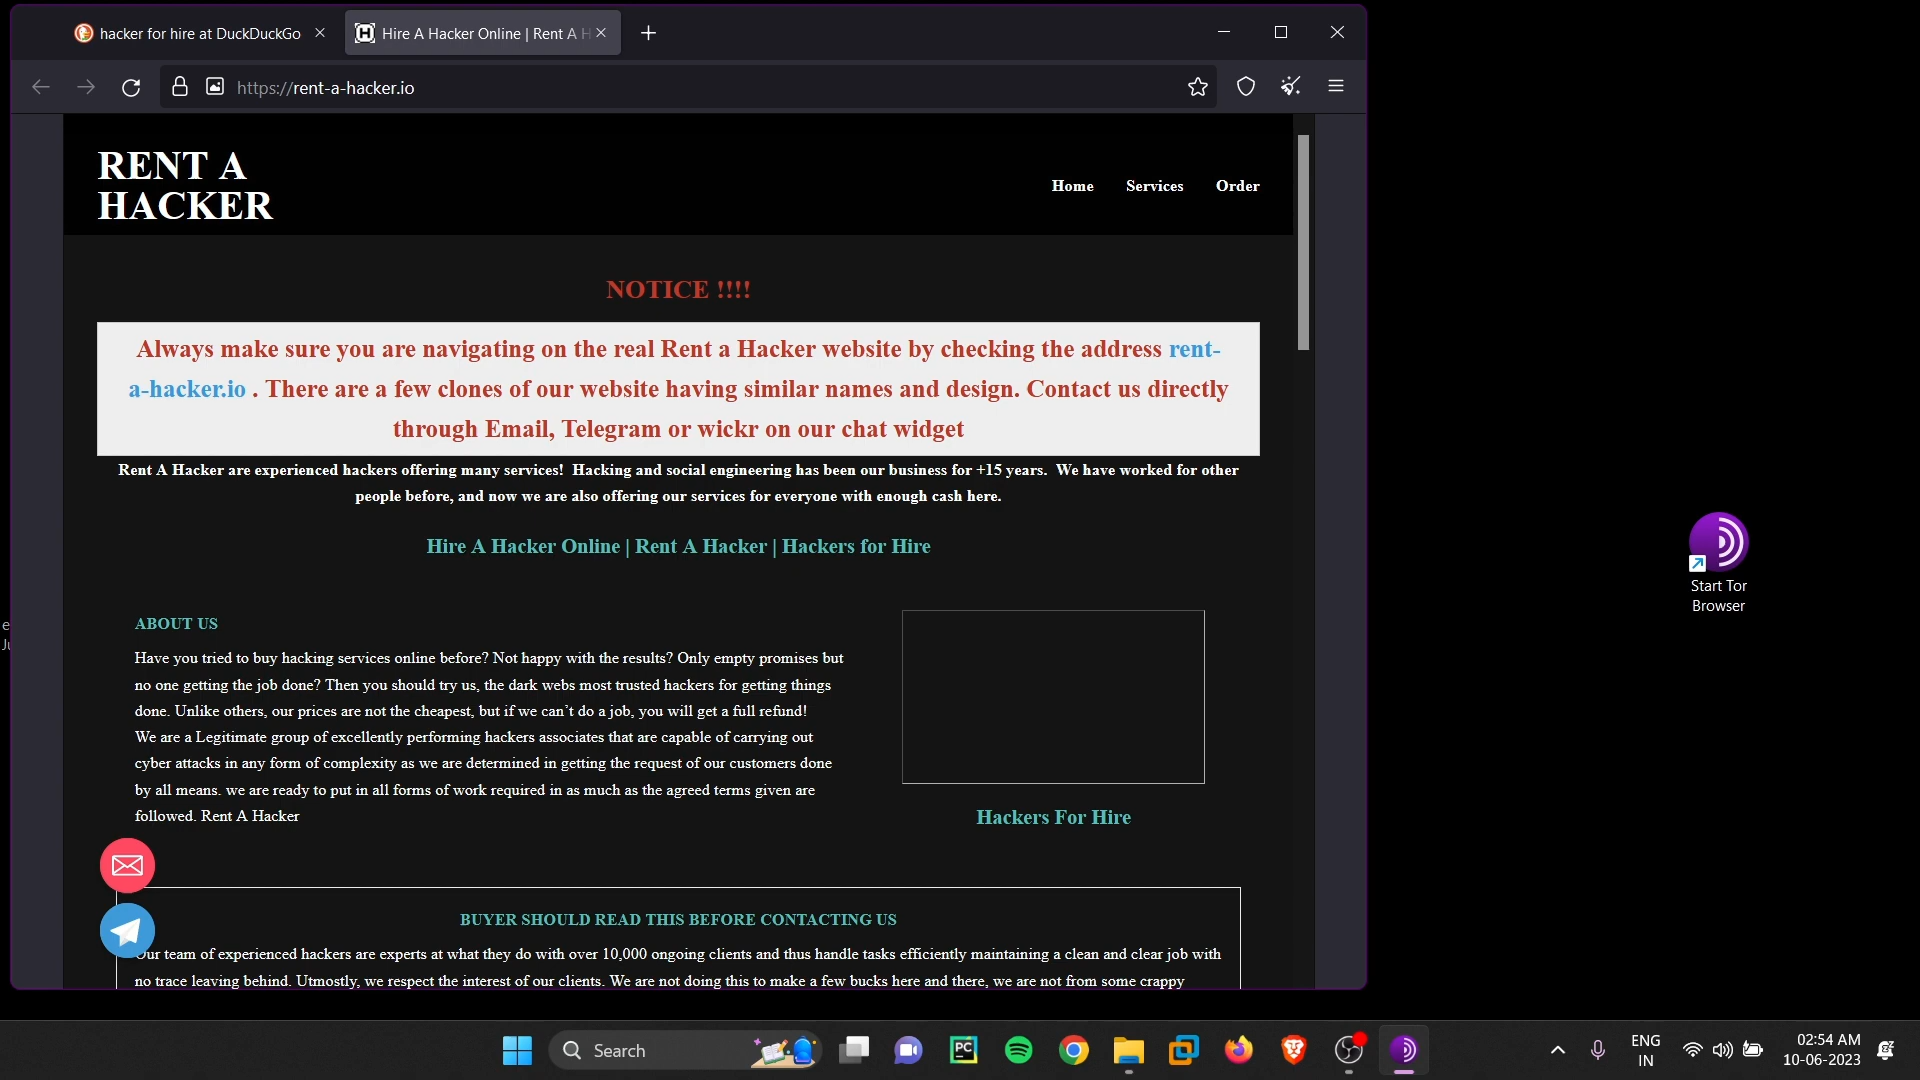 hacker for hire at DuckDuckGo
Hire A Hacker Online | Rent A H
https://rent-a-hacker.io
RENT A
HACKER
Home
Services
Order
NOTICE !!!!
Always make sure you are navigating on the real Rent a Hacker website by checking the address rent-
a-hacker.io . There are a few clones of our website having similar names and design. Contact us directly
through Email, Telegram or wickr on our chat widget
Rent A Hacker are experienced hackers offering many services!  Hacking and social engineering has been our business for +15 years.  We have worked for other
people before, and now we are also offering our services for everyone with enough cash here.
Hire A Hacker Online | Rent A Hacker | Hackers for Hire
ABOUT US
Have you tried to buy hacking services online before? Not happy with the results? Only empty promises but
no one getting the job done? Then you should try us, the dark webs most trusted hackers for getting things
done. Unlike others, our prices are not the cheapest, but if we can’t do a job, you will get a full refund!
We are a Legitimate group of excellently performing hackers associates that are capable of carrying out
cyber attacks in any form of complexity as we are determined in getting the request of our customers done
by all means. we are ready to put in all forms of work required in as much as the agreed terms given are
followed. Rent A Hacker
Hackers For Hire
BUYER SHOULD READ THIS BEFORE CONTACTING US
Our team of experienced hackers are experts at what they do with over 10,000 ongoing clients and thus handle tasks efficiently maintaining a clean and clear job with
no trace leaving behind. Utmostly, we respect the interest of our clients. We are not doing this to make a few bucks here and there, we are not from some crappy
Start Tor
Browser
Search
PC
ENG
IN
02:54 AM
10-06-2023